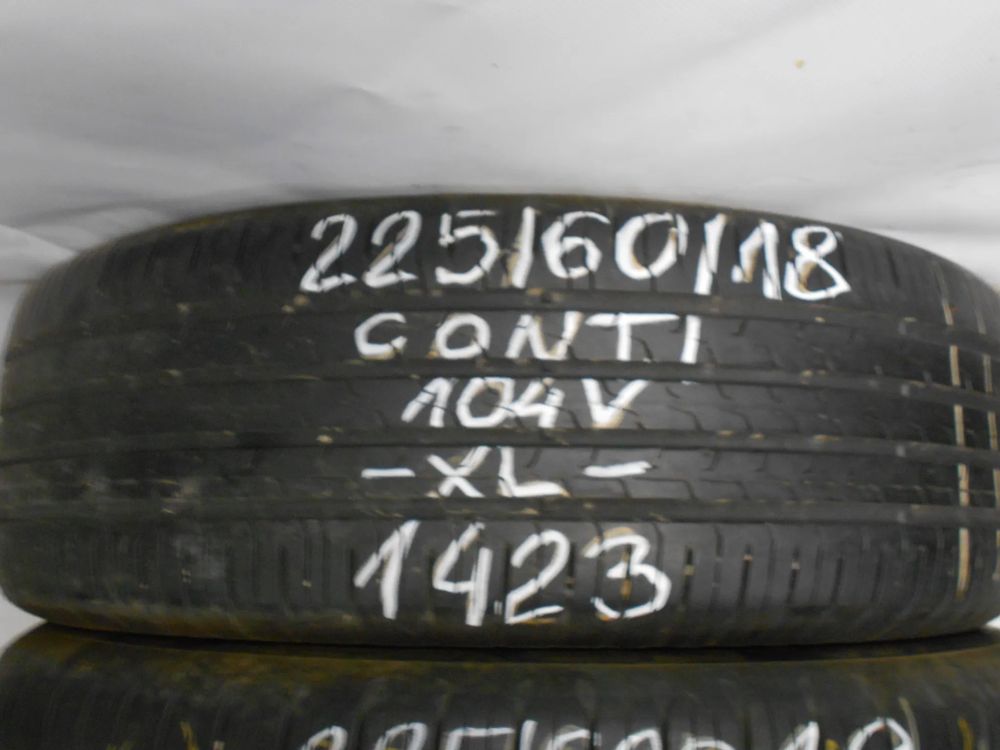 225/60/18
CONTI
104V
-XL-
1423